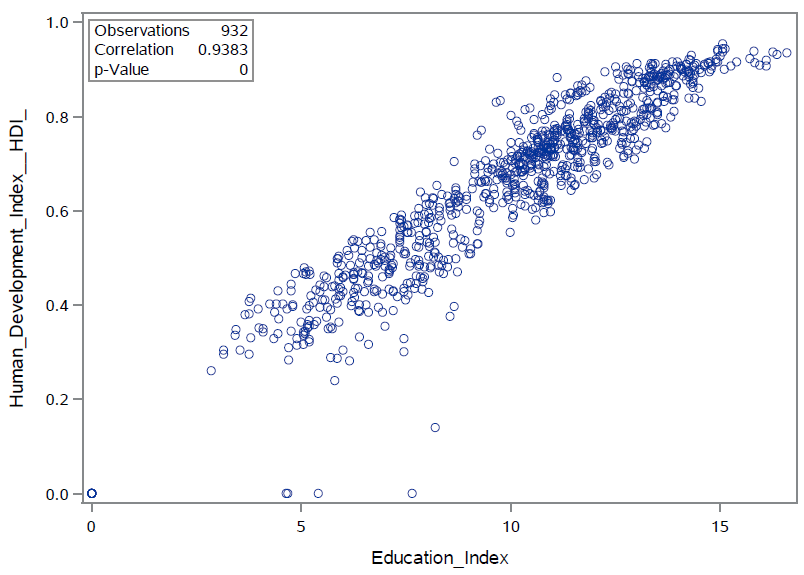 Observations 932
Correlation 0.9383
p-Value 0
1.0
0.8
0.6
0.4
0.2
0.0
Human_Development_Index__HDI_
0 5 10 15
Education_Index